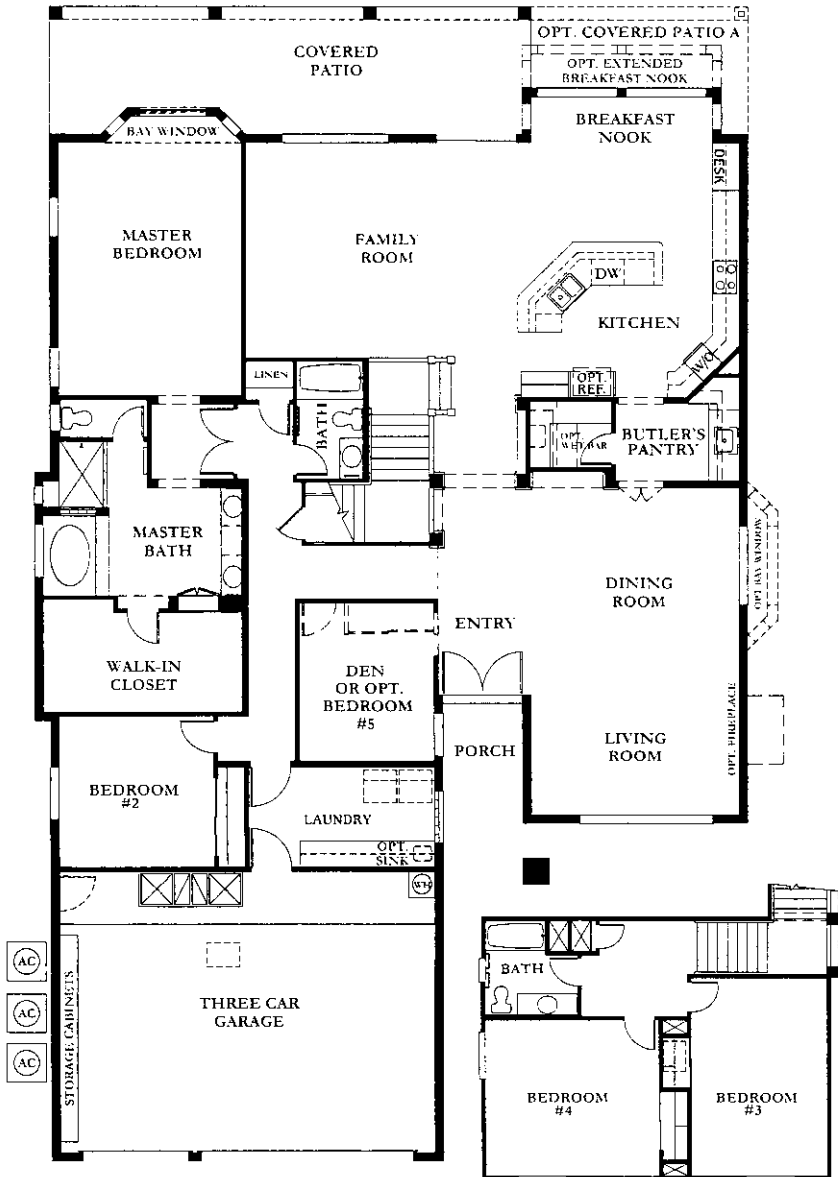 OPT. COVERED PATIO A
COVERED
PATIO
OPT. EXTENDED
BREAKFAST NOOK
BAY WINDOW
BREAKFAST
NOOK
DESK
MASTER
BEDROOM
FAMILY
ROOM
DW
KITCHEN
W/O
LINEN
OPT.
REF.
BATH
OPT.
WET BAR
BUTLER'S
PANTRY
MASTER
BATH
OPT BAY WINDOW
DINING
ROOM
ENTRY
WALK-IN
CLOSET
DEN
OR OPT.
BEDROOM
#5
OPT. FIREPLACE
PORCH
LIVING
ROOM
BEDROOM
#2
LAUNDRY
OPT.
SINK
WH
AC
AC
AC
STORAGE CABINETS
THREE CAR
GARAGE
BATH
BEDROOM
#4
BEDROOM
#3